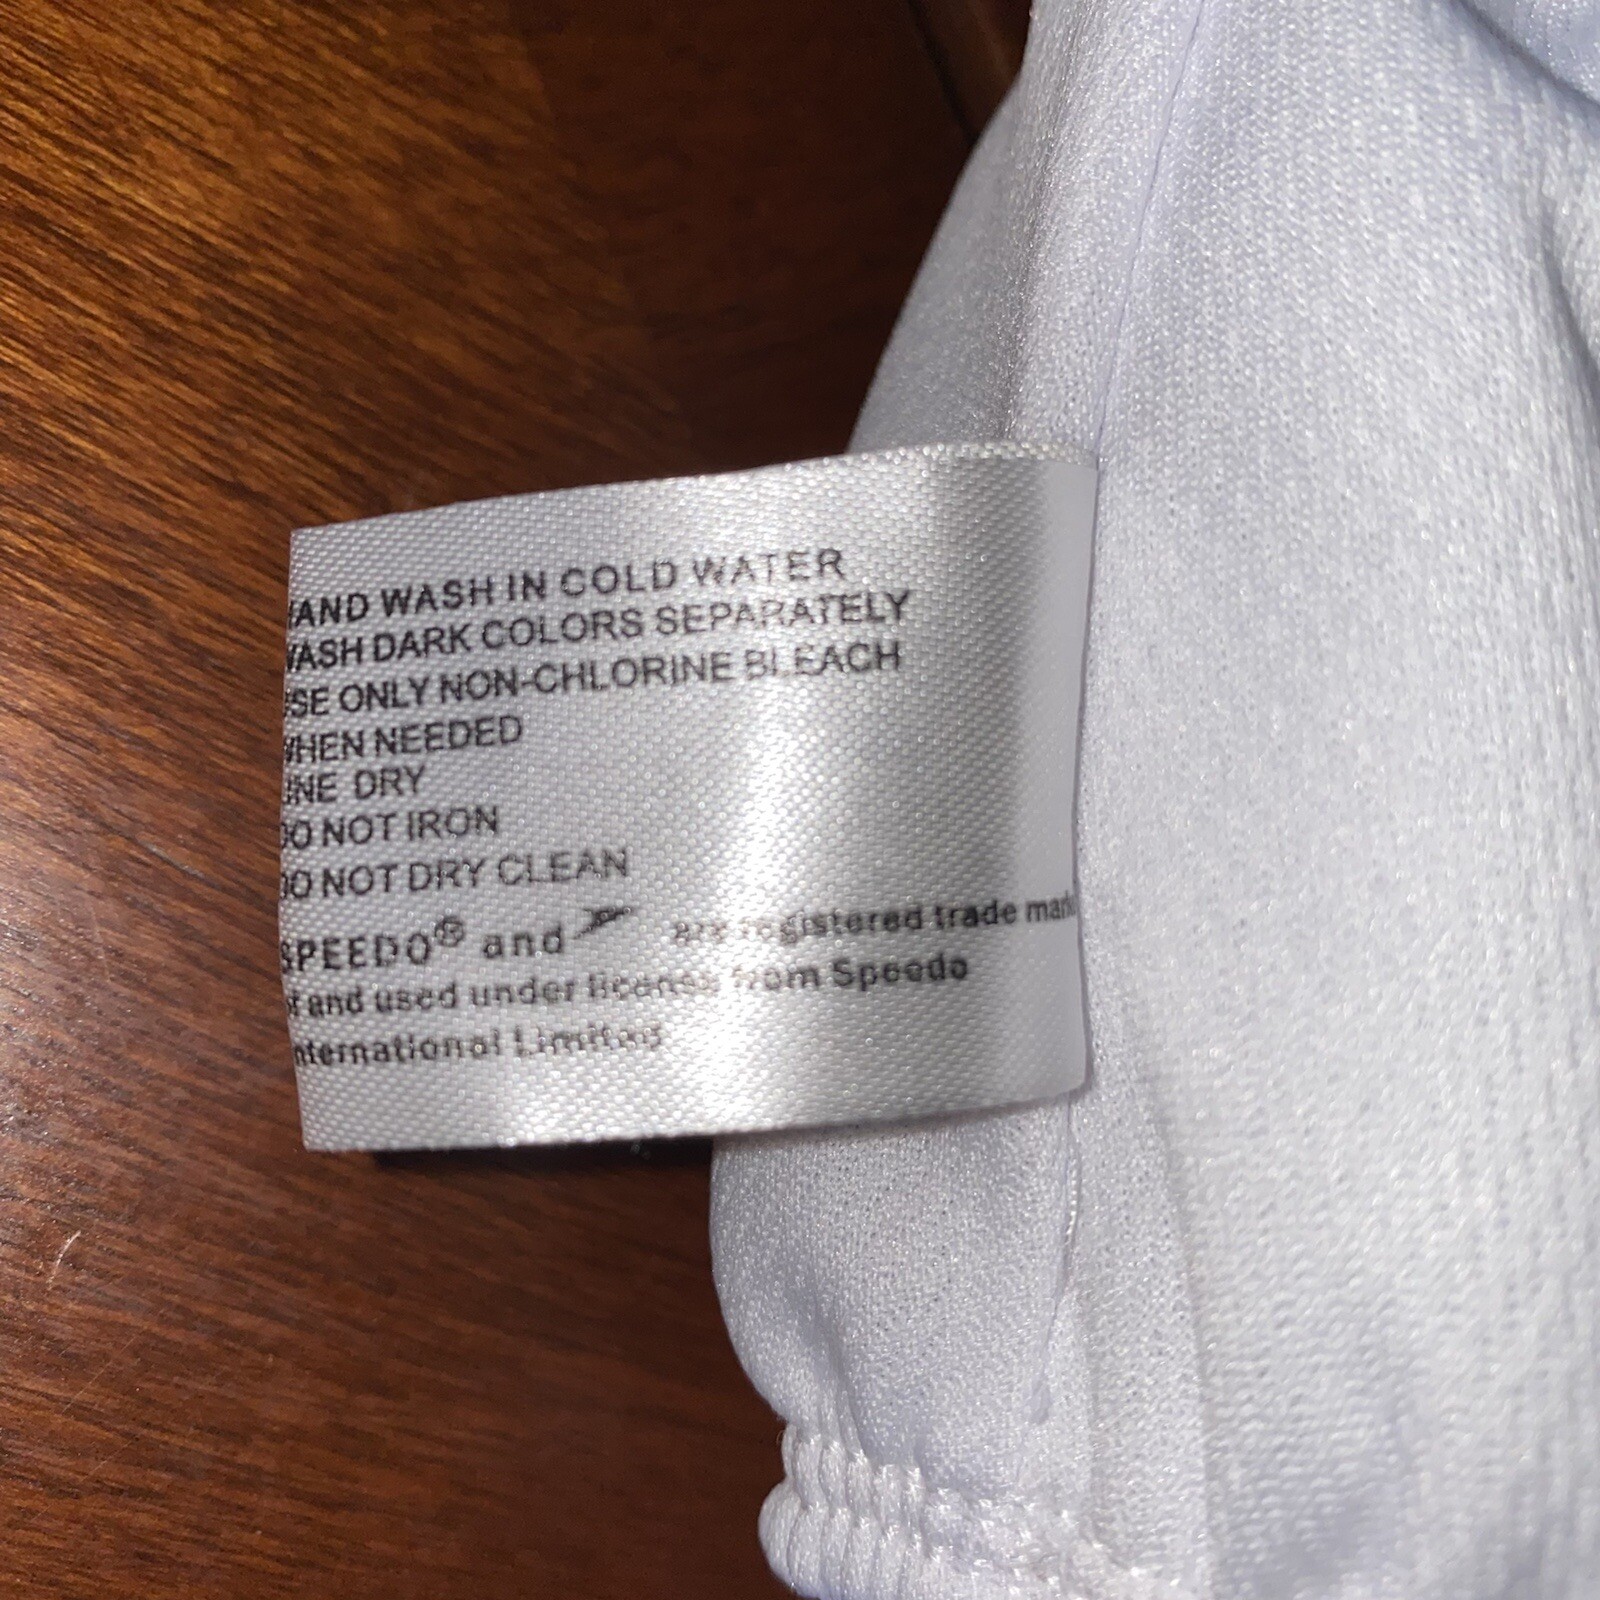 HAND WASH IN COLD WATER
WASH DARK COLORS SEPARATELY
USE ONLY NON-CHLORINE BLEACH
WHEN NEEDED
LINE DRY
DO NOT IRON
DO NOT DRY CLEAN
SPEEDO® and are registered trade mark
of and used under license from Speedo
International Limited